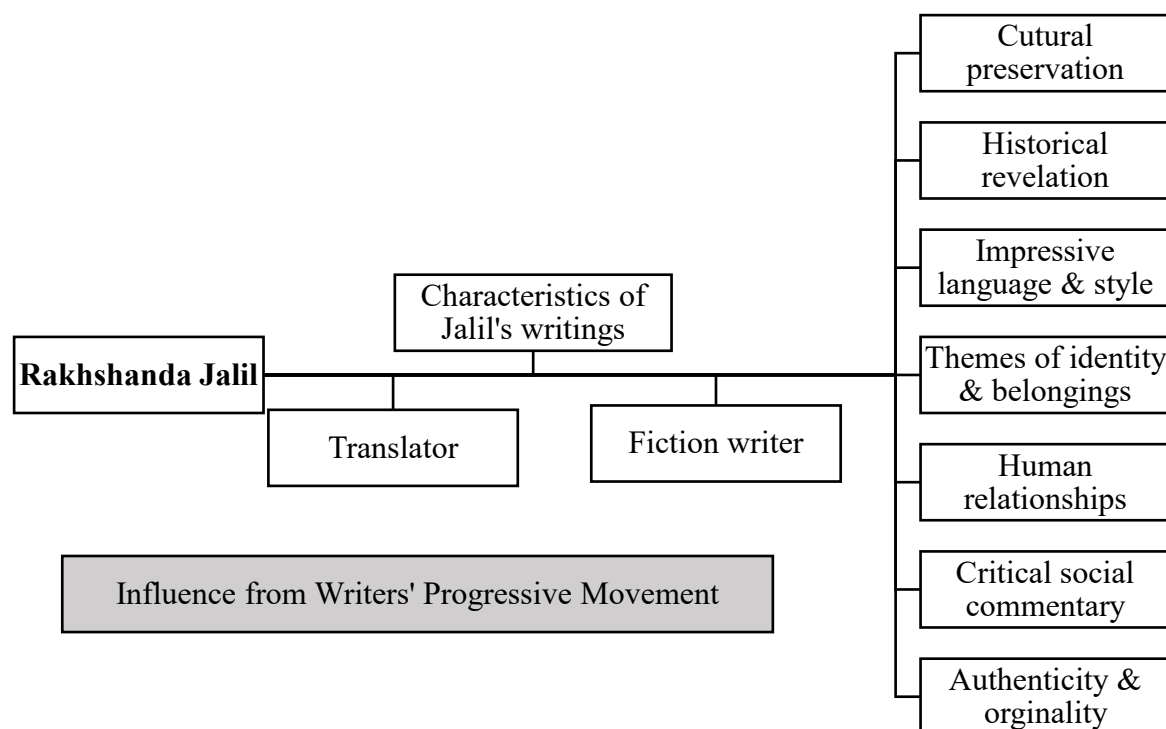 Rakhshanda Jalil
Characteristics of
Jalil's writings
Translator
Fiction writer
Influence from Writers' Progressive Movement
Cutural
preservation
Historical
revelation
Impressive
language & style
Themes of identity
& belongings
Human
relationships
Critical social
commentary
Authenticity &
orginality